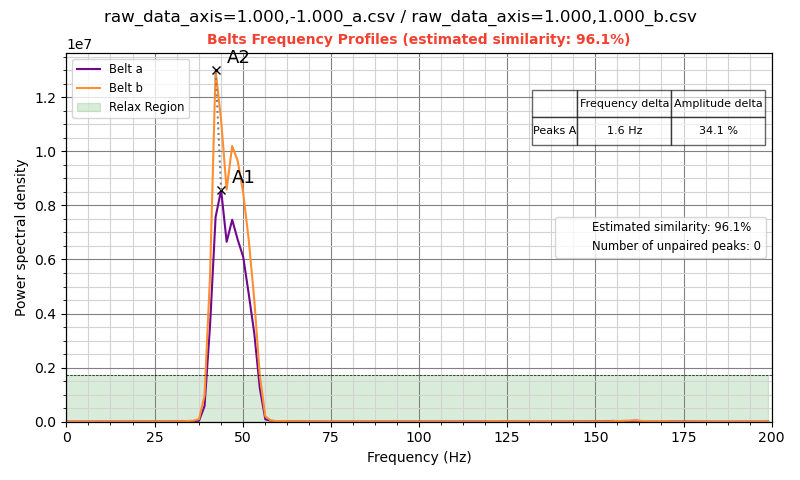 raw_data_axis=1.000,-1.000_a.csv / raw_data_axis=1.000,1.000_b.csv
Belts Frequency Profiles (estimated similarity: 96.1%)
1e7
A2
Belt a
Belt b
Relax Region
Frequency delta Amplitude delta
Peaks A 1.6 Hz 34.1 %
A1
Estimated similarity: 96.1%
Number of unpaired peaks: 0
Power spectral density
1.2
1.0
0.8
0.6
0.4
0.2
0.0
0 25 50 75 100 125 150 175 200
Frequency (Hz)